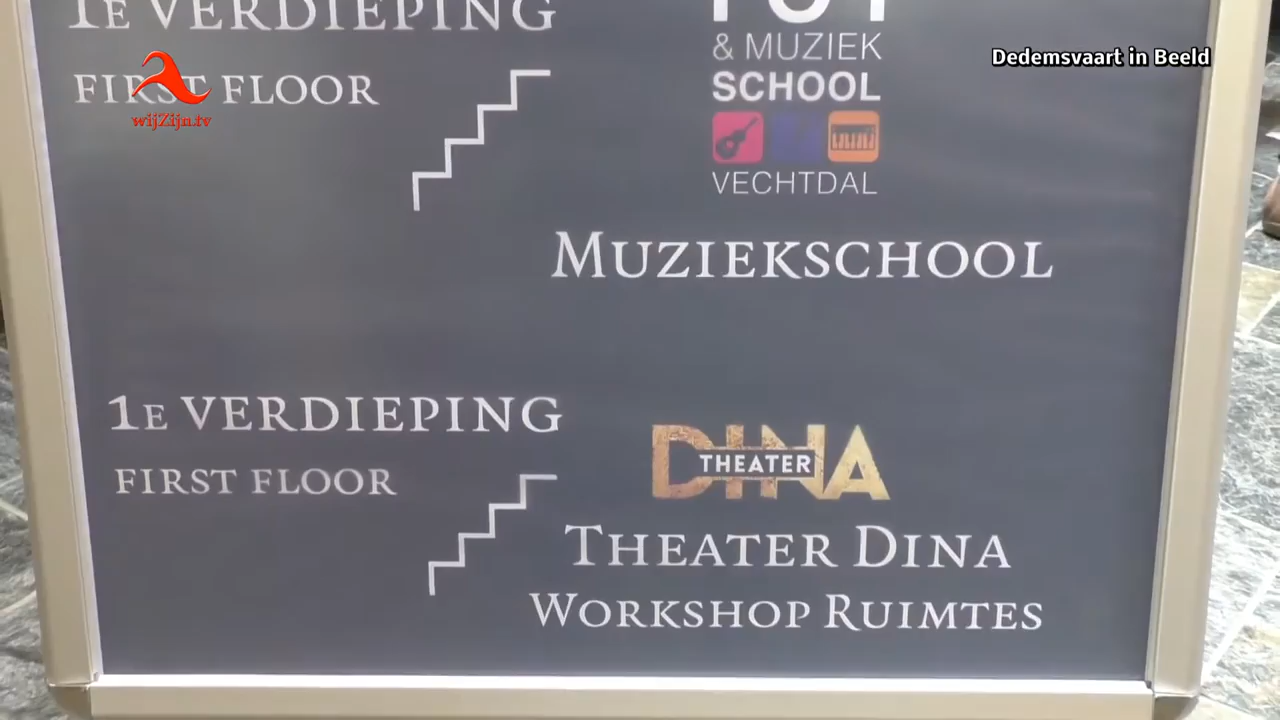 1E VERDIEPING
FIRST FLOOR
wijZijn.tv
Dedemsvaart in Beeld
& MUZIEK
SCHOOL
VECHTDAL
MUZIEKSCHOOL
1E VERDIEPING
FIRST FLOOR
DINA
THEATER
THEATER DINA
WORKSHOP RUIMTES